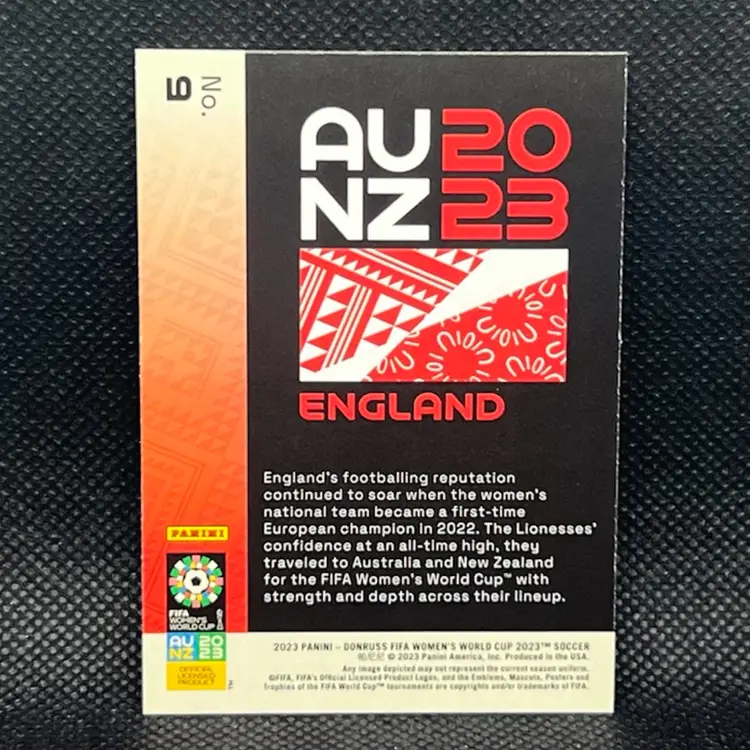 No.
6
AU 20
NZ 23
ENGLAND
England's footballing reputation
continued to soar when the women's
national team became a first-time
European champion in 2022. The Lionesses'
confidence at an all-time high, they
traveled to Australia and New Zealand
for the FIFA Women's World Cup™ with
strength and depth across their lineup.
PANINI
FIFA
WOMEN'S
WORLD CUP
AU 20
NZ 23
OFFICIAL
LICENSED
PRODUCT
TM
2023 PANINI – DONRUSS FIFA WOMEN'S WORLD CUP 2023™ SOCCER
帕尼尼 © 2023 Panini America, Inc. Produced in the USA.
Any image depicted may not represent the current season uniform.
©FIFA, FIFA's Official Licensed Product Logos, and the Emblems, Mascots, Posters and
Trophies of the FIFA World Cup™ tournaments are copyrights and/or trademarks of FIFA.